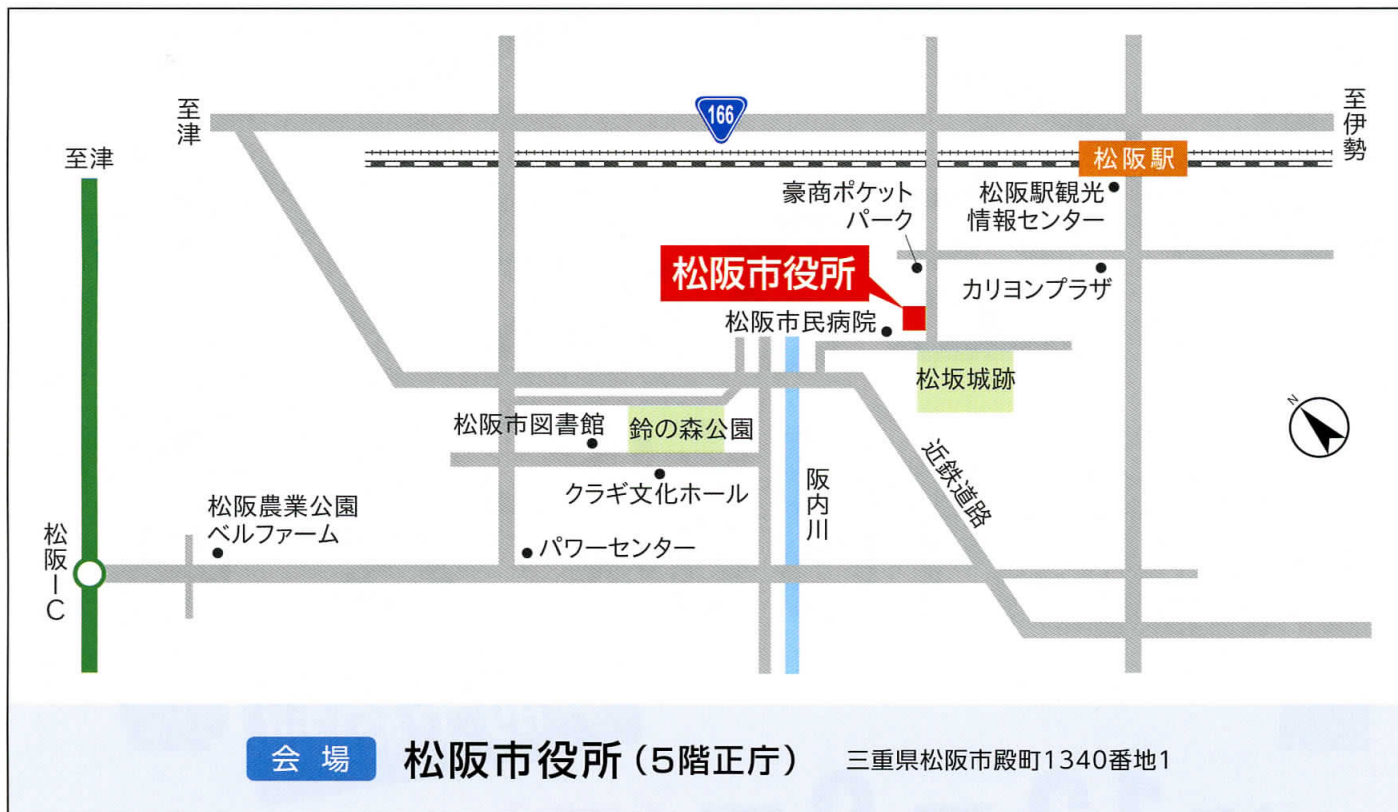 至津
至津
166
至伊勢
松阪駅
豪商ポケット
パーク
松阪駅観光
情報センター
松阪市役所
カリヨンプラザ
松阪市民病院
松坂城跡
N
松阪市図書館
鈴の森公園
近鉄道路
クラギ文化ホール
阪内川
松阪農業公園
ベルファーム
松阪IC
パワーセンター
会場 松阪市役所(5階正庁) 三重県松阪市殿町1340番地1